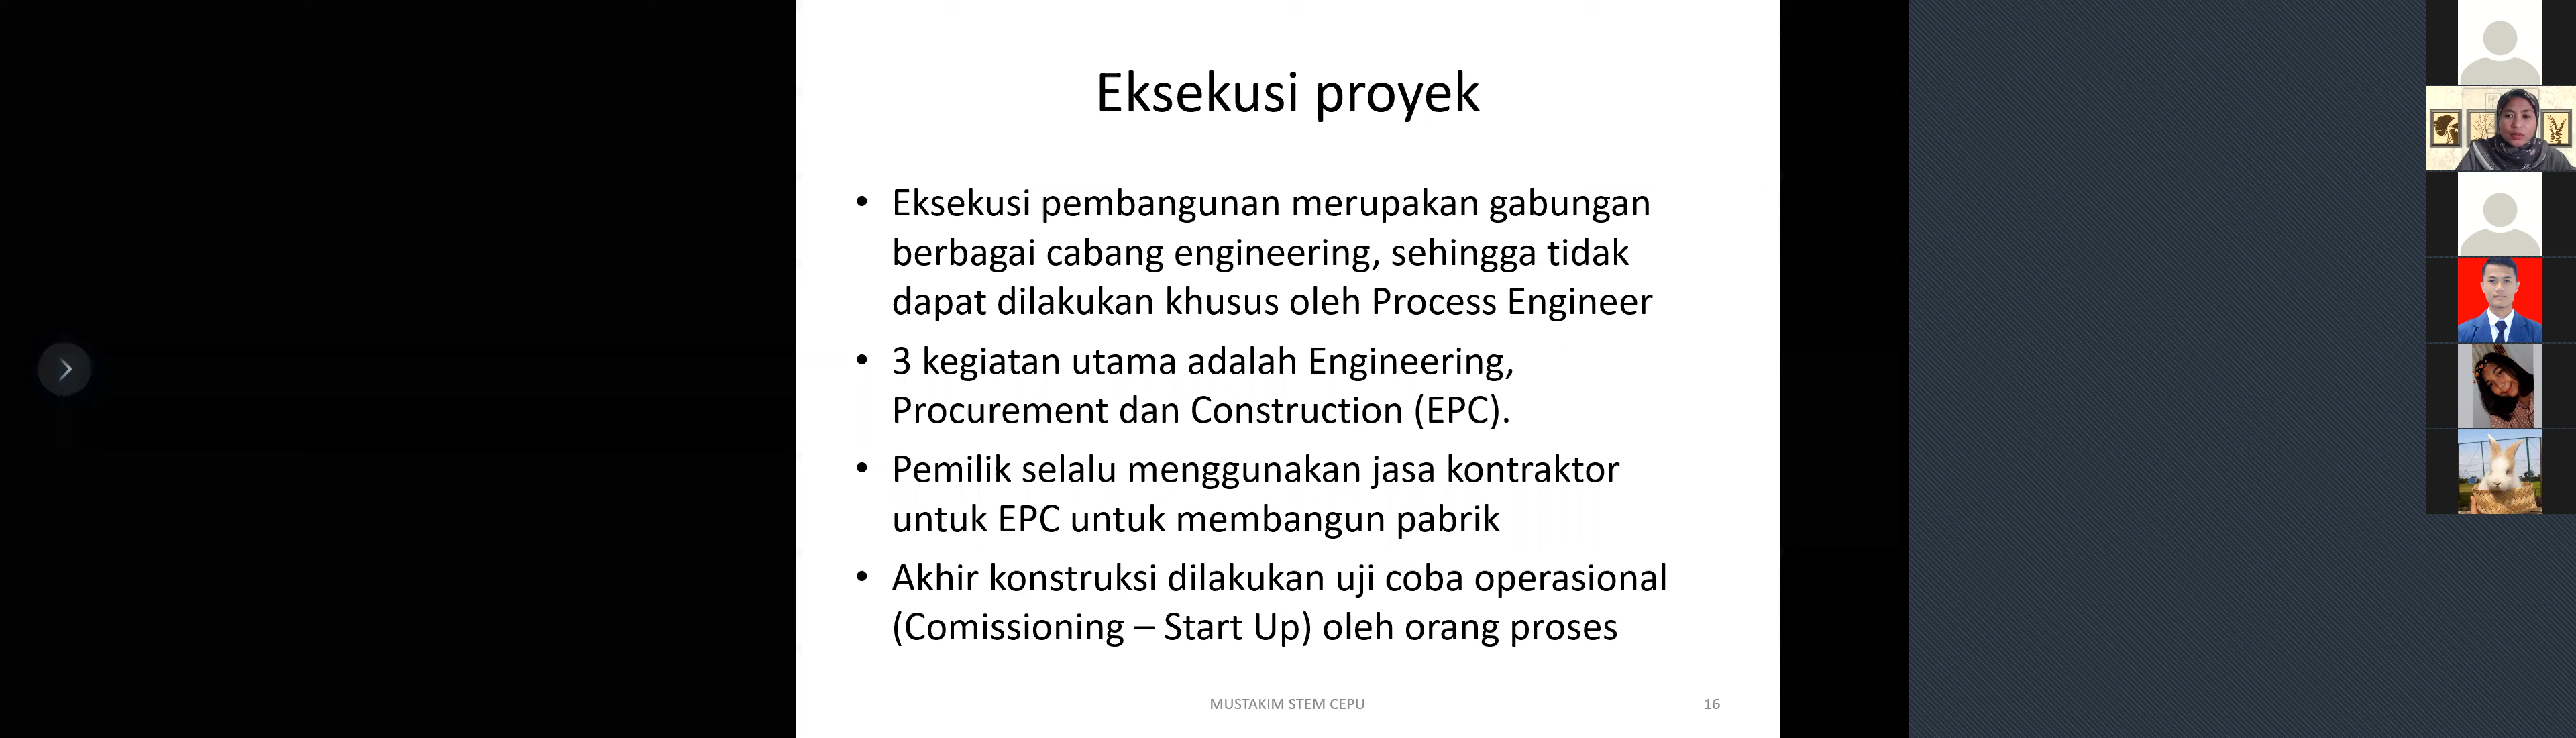 Eksekusi proyek
• Eksekusi pembangunan merupakan gabungan
berbagai cabang engineering, sehingga tidak
dapat dilakukan khusus oleh Process Engineer
• 3 kegiatan utama adalah Engineering,
Procurement dan Construction (EPC).
• Pemilik selalu menggunakan jasa kontraktor
untuk EPC untuk membangun pabrik
• Akhir konstruksi dilakukan uji coba operasional
(Comissioning – Start Up) oleh orang proses
MUSTAKIM STEM CEPU
16